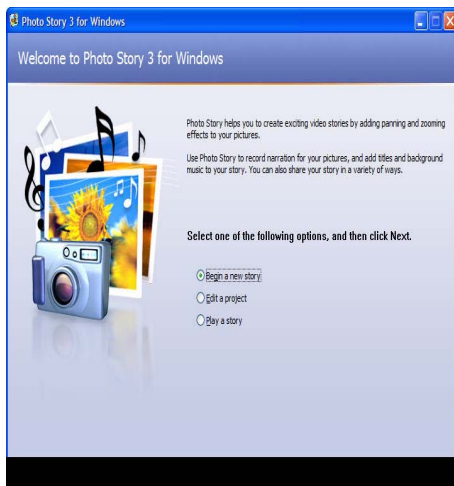 Photo Story 3 for Windows
Welcome to Photo Story 3 for Windows
Photo Story helps you to create exciting video stories by adding panning and zooming
effects to your pictures.
Use Photo Story to record narration for your pictures, and add titles and background
music to your story. You can also share your story in a variety of ways.
Select one of the following options, and then click Next.
Begin a new story
Edit a project
Play a story